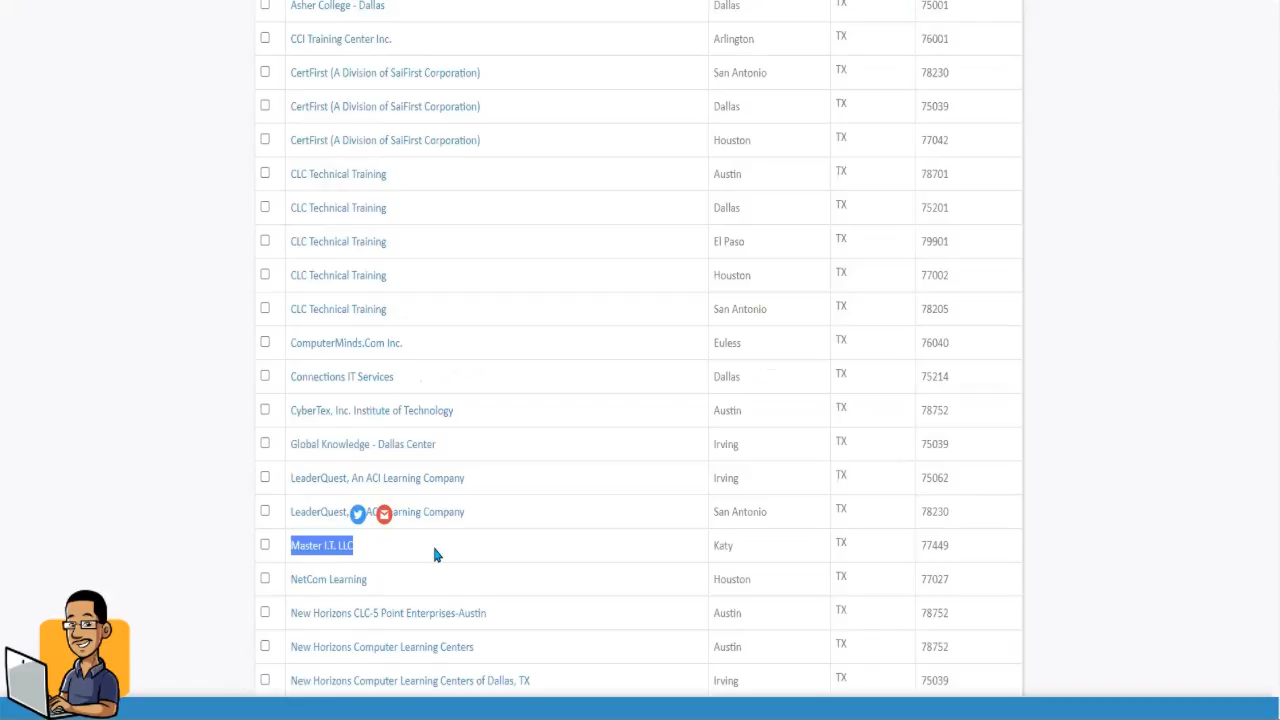 Asher College - Dallas Dallas TX 75001
CCI Training Center Inc. Arlington TX 76001
CertFirst (A Division of SaiFirst Corporation) San Antonio TX 78230
CertFirst (A Division of SaiFirst Corporation) Dallas TX 75039
CertFirst (A Division of SaiFirst Corporation) Houston TX 77042
CLC Technical Training Austin TX 78701
CLC Technical Training Dallas TX 75201
CLC Technical Training El Paso TX 79901
CLC Technical Training Houston TX 77002
CLC Technical Training San Antonio TX 78205
ComputerMinds.Com Inc. Euless TX 76040
Connections IT Services Dallas TX 75214
CyberTex, Inc. Institute of Technology Austin TX 78752
Global Knowledge - Dallas Center Irving TX 75039
LeaderQuest, An ACI Learning Company Irving TX 75062
LeaderQuest, AC arning Company San Antonio TX 78230
Master I.T. LLC Katy TX 77449
NetCom Learning Houston TX 77027
New Horizons CLC-5 Point Enterprises-Austin Austin TX 78752
New Horizons Computer Learning Centers Austin TX 78752
New Horizons Computer Learning Centers of Dallas, TX Irving TX 75039